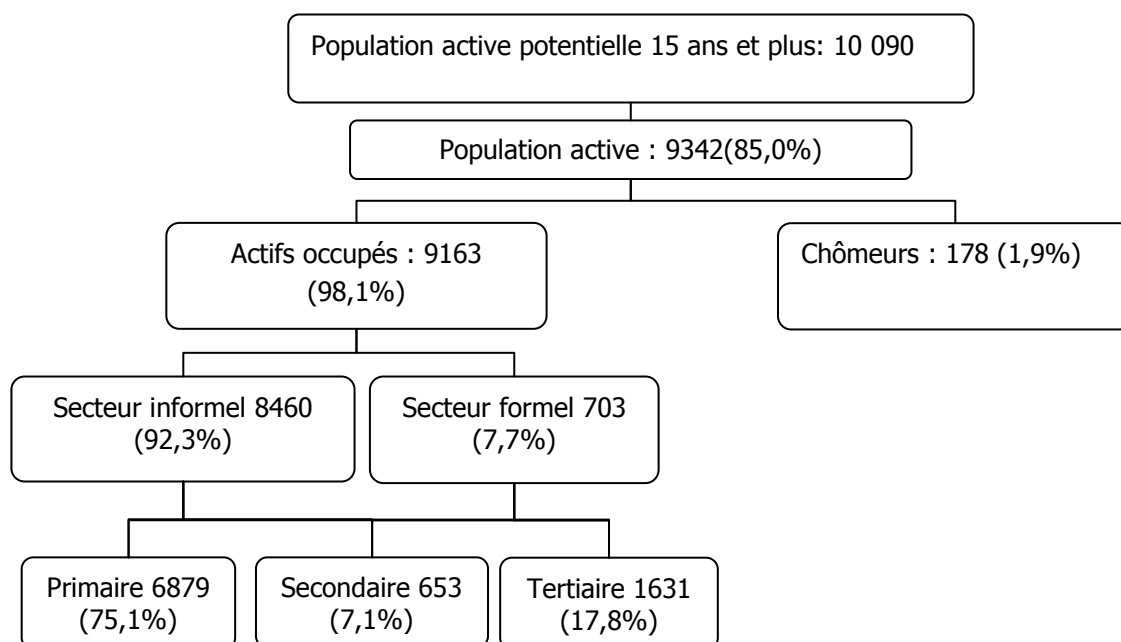 Population active potentielle 15 ans et plus: 10 090
Population active : 9342(85,0%)
Actifs occupés : 9163
(98,1%)
Chômeurs : 178 (1,9%)
Secteur informel 8460
(92,3%)
Secteur formel 703
(7,7%)
Primaire 6879
(75,1%)
Secondaire 653
(7,1%)
Tertiaire 1631
(17,8%)